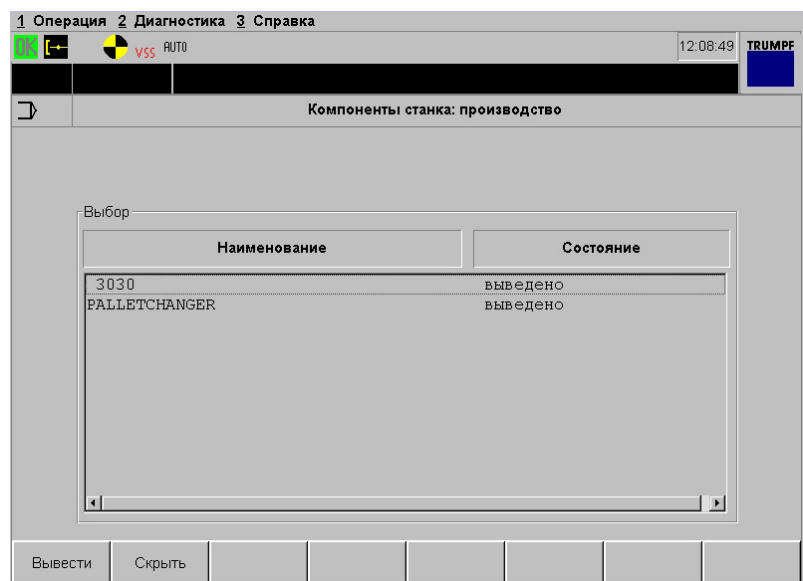 1 Операция 2 Диагностика 3 Справка
OK VSS AUTO 12:08:49 TRUMPF
Компоненты станка: производство
Выбор
Наименование Состояние
3030 выведено
PALLETCHANGER выведено
Вывести Скрыть